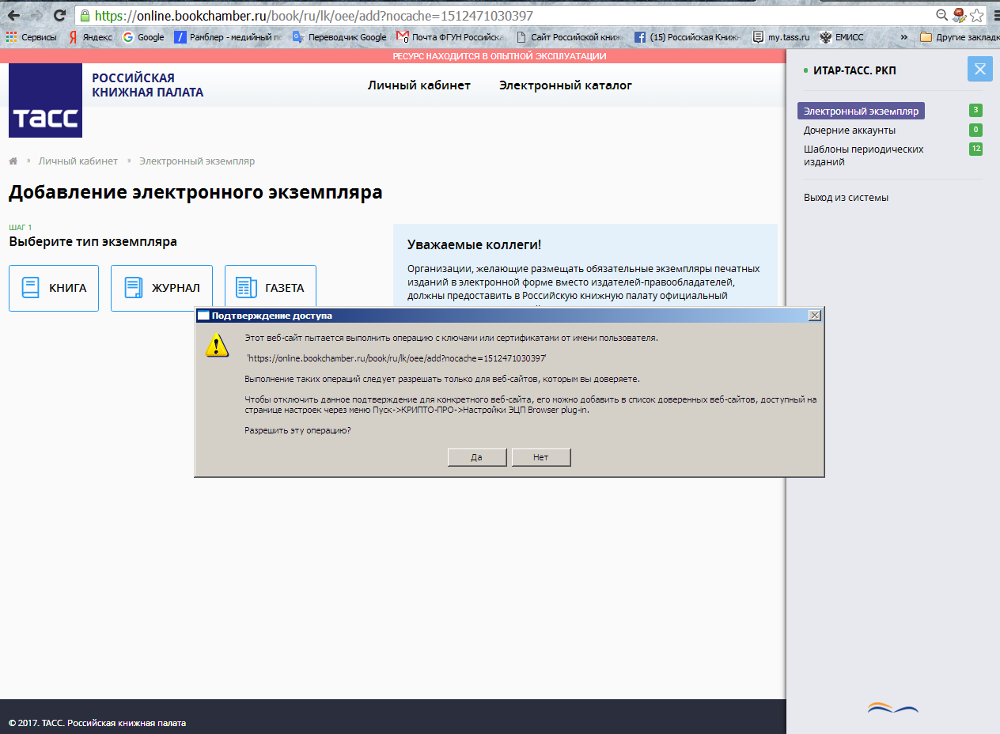 https://online.bookchamber.ru/book/ru/lk/oee/add?nocache=1512471030397
Сервисы Яндекс Google Рамблер - медийный п Переводчик Google Почта ФГУН Российска Сайт Российской книж (15) Российская Книжн my.tass.ru ЕМИСС » Другие заклад
РЕСУРС НАХОДИТСЯ В ОПЫТНОЙ ЭКСПЛУАТАЦИИ
ТАСС
РОССИЙСКАЯ
КНИЖНАЯ ПАЛАТА
Личный кабинет Электронный каталог
ИТАР-ТАСС. РКП
Электронный экземпляр 3
Дочерние аккаунты 0
Шаблоны периодических 12
изданий
Выход из системы
Личный кабинет Электронный экземпляр
Добавление электронного экземпляра
ШАГ 1
Выберите тип экземпляра
КНИГА ЖУРНАЛ ГАЗЕТА
Уважаемые коллеги!
Организации, желающие размещать обязательные экземпляры печатных
изданий в электронной форме вместо издателей-правообладателей,
должны предоставить в Российскую книжную палату официальный
Подтверждение доступа
Этот веб-сайт пытается выполнить операцию с ключами или сертификатами от имени пользователя.
'https://online.bookchamber.ru/book/ru/lk/oee/add?nocache=1512471030397'
Выполнение таких операций следует разрешать только для веб-сайтов, которым вы доверяете.
Чтобы отключить данное подтверждение для конкретного веб-сайта, его можно добавить в список доверенных веб-сайтов, доступный на
странице настроек через меню Пуск->КРИПТО-ПРО->Настройки ЭЦП Browser plug-in.
Разрешить эту операцию?
Да Нет
© 2017. ТАСС. Российская книжная палата